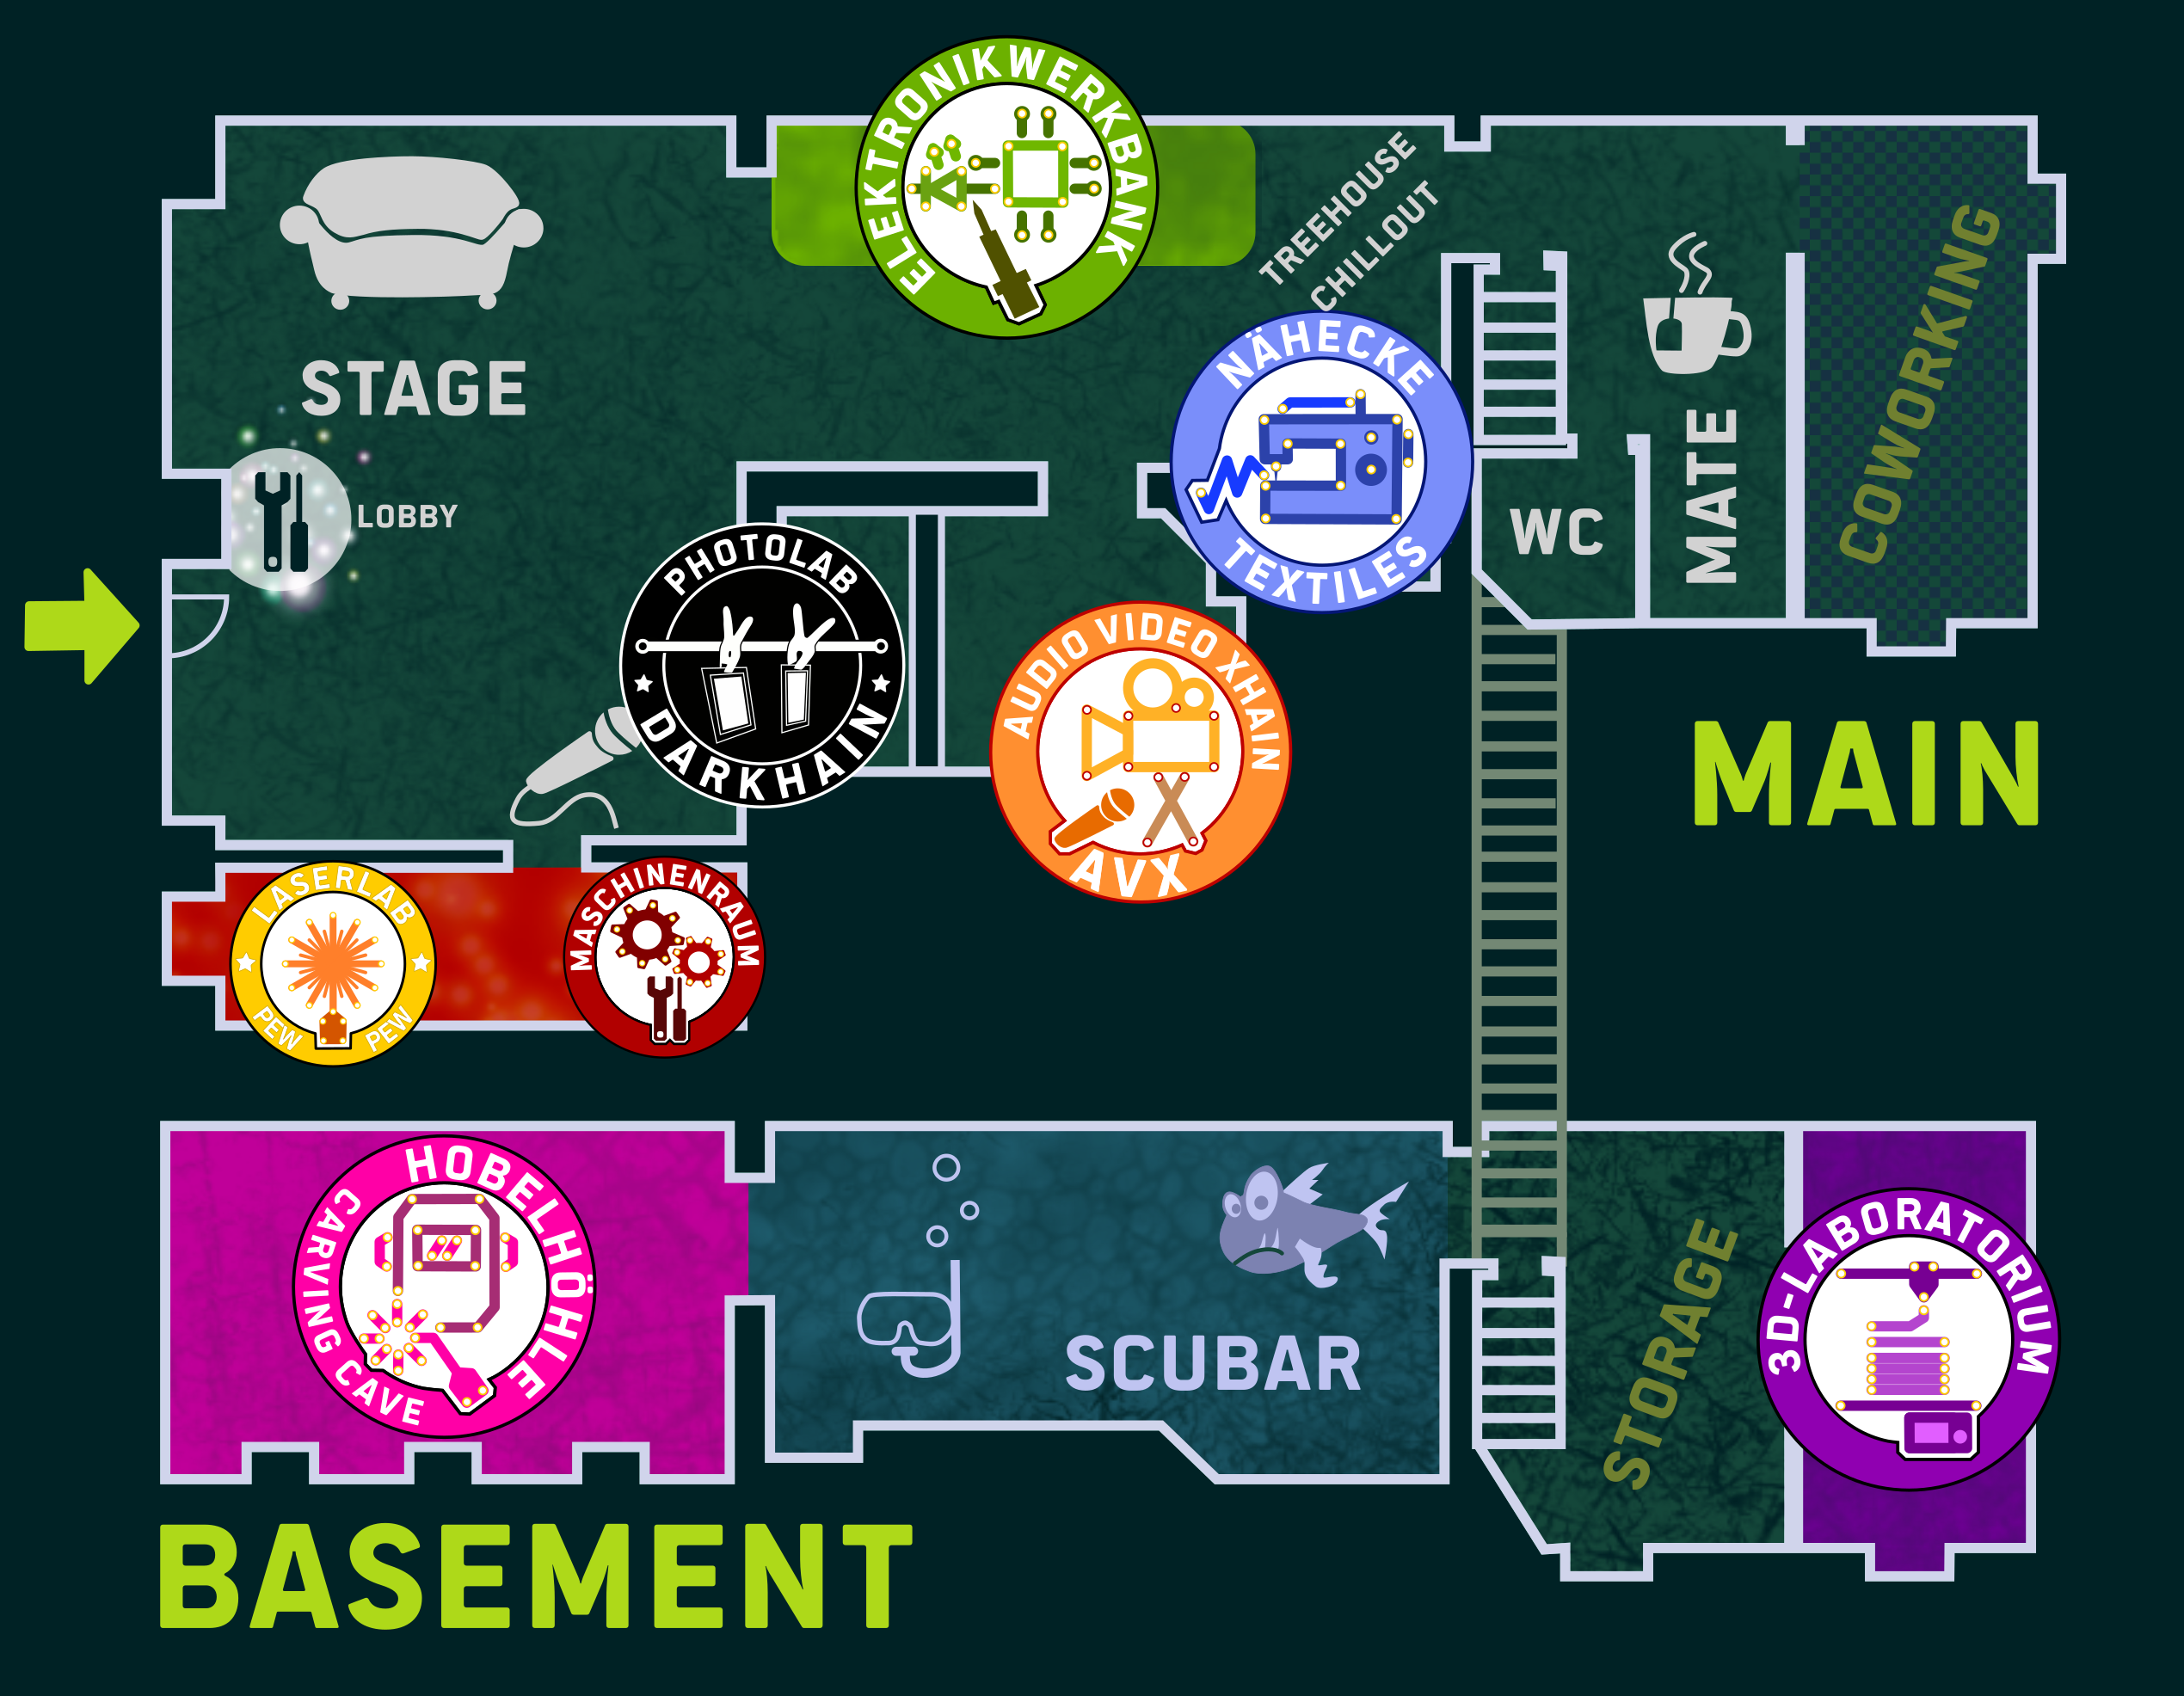 ELEKTRONIKWERKBANK
TREEHOUSE
CHILLOUT
STAGE
LOBBY
NÄHECKE
TEXTILES
WC
MATE
COWORKING
PHOTOLAB
DARKHAIN
AUDIO VIDEO XHAIN
AVX
MAIN
LASERLAB
PEW PEW
MASCHINENRAUM
HOBELHÖHLE
CARVING CAVE
SCUBAR
STORAGE
3D-LABORATORIUM
BASEMENT